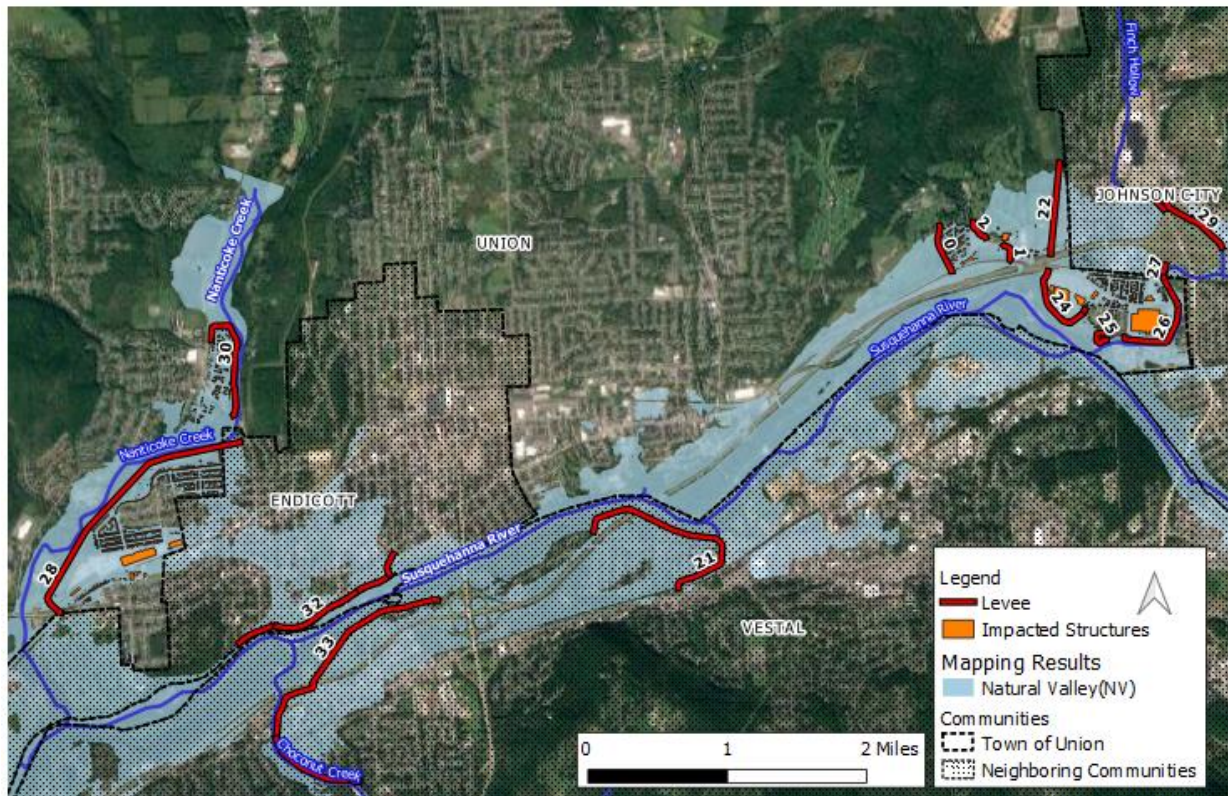 Finch Hollow
JOHNSON CITY
29
22
2
0
1
UNION
Nanticoke Creek
27
24
25
26
Susquehanna River
30
Nanticoke Creek
ENDICOTT
28
Susquehanna River
21
32
33
VESTAL
Choconut Creek
0 1 2 Miles
Legend
Levee
Impacted Structures
Mapping Results
Natural Valley(NV)
Communities
Town of Union
Neighboring Communities